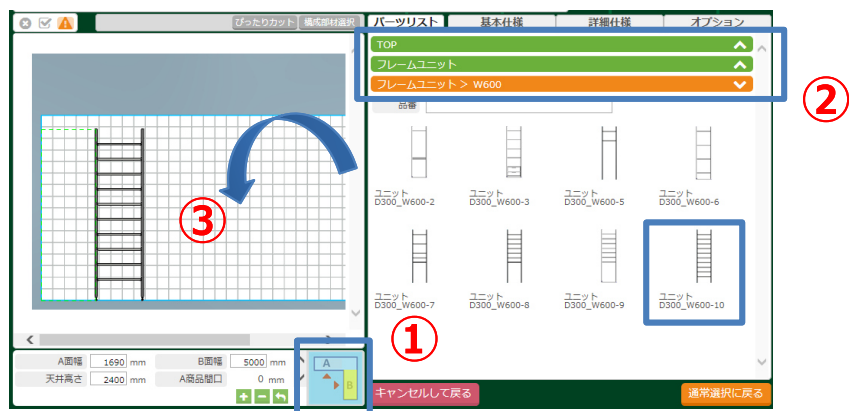 ぴったりカット 構成部材選択
パーツリスト 基本仕様 詳細仕様 オプション
TOP
フレームユニット
フレームユニット > W600
品番
②
ユニット
D300_W600-2
ユニット
D300_W600-3
ユニット
D300_W600-5
ユニット
D300_W600-6
③
ユニット
D300_W600-7
ユニット
D300_W600-8
ユニット
D300_W600-9
ユニット
D300_W600-10
①
A面幅 1690 mm B面幅 5000 mm
天井高さ 2400 mm A商品間口 0 mm
A
B
キャンセルして戻る
通常選択に戻る